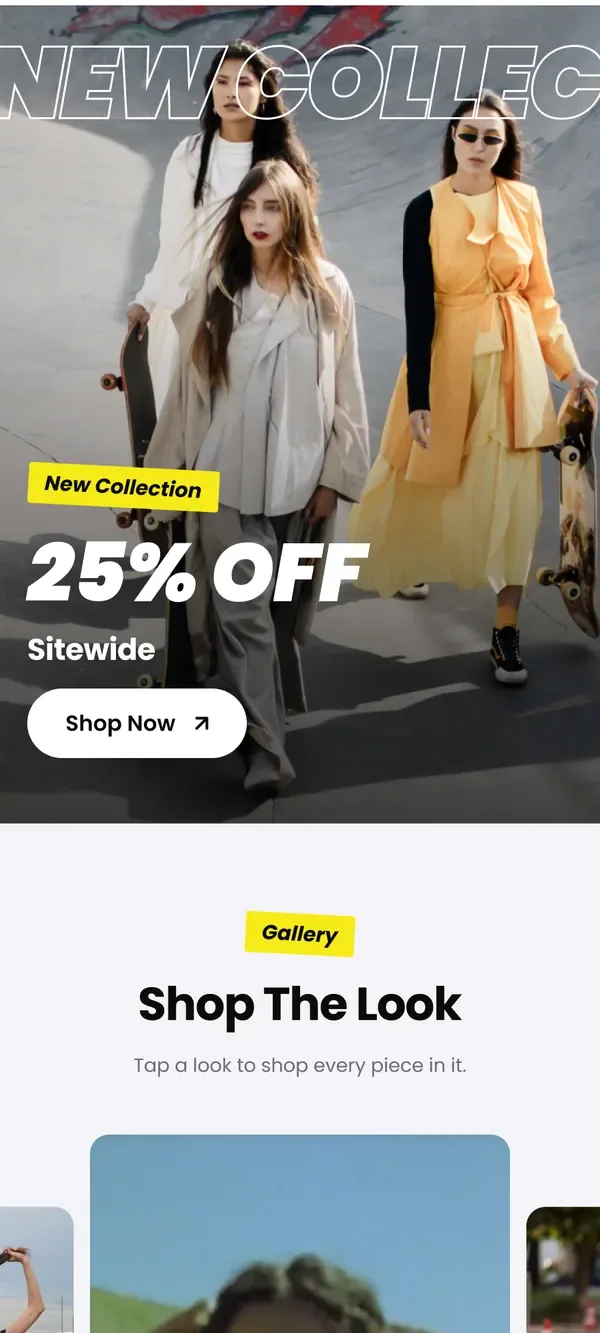 NEW COLLEC
New Collection
25% OFF
Sitewide
Shop Now
Gallery
Shop The Look
Tap a look to shop every piece in it.